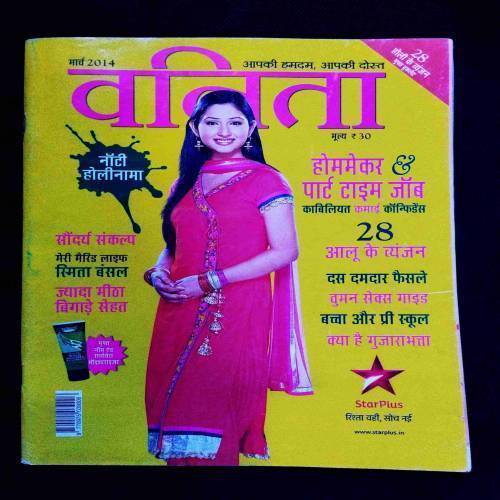 मार्च 2014
आपकी हमदम, आपकी दोस्त
28
होली के व्यंजन
वनिता
मूल्य ₹ 30
नॉटी
होलीनामा
होममेकर &
पार्ट टाइम जॉब
काबिलियत कमाई कॉन्फिडेंस
28
आलू के व्यंजन
सौंदर्य संकल्प
मेरी मैरिड लाइफ
स्मिता बंसल
ज्यादा मीठा
बिगाड़े सेहत
दस दमदार फैसले
वुमन सेक्स गाइड
बच्चा और प्री स्कूल
क्या है गुजाराभत्ता
मुफ्त
StarPlus
रिश्ता वही, सोच नई
www.starplus.in